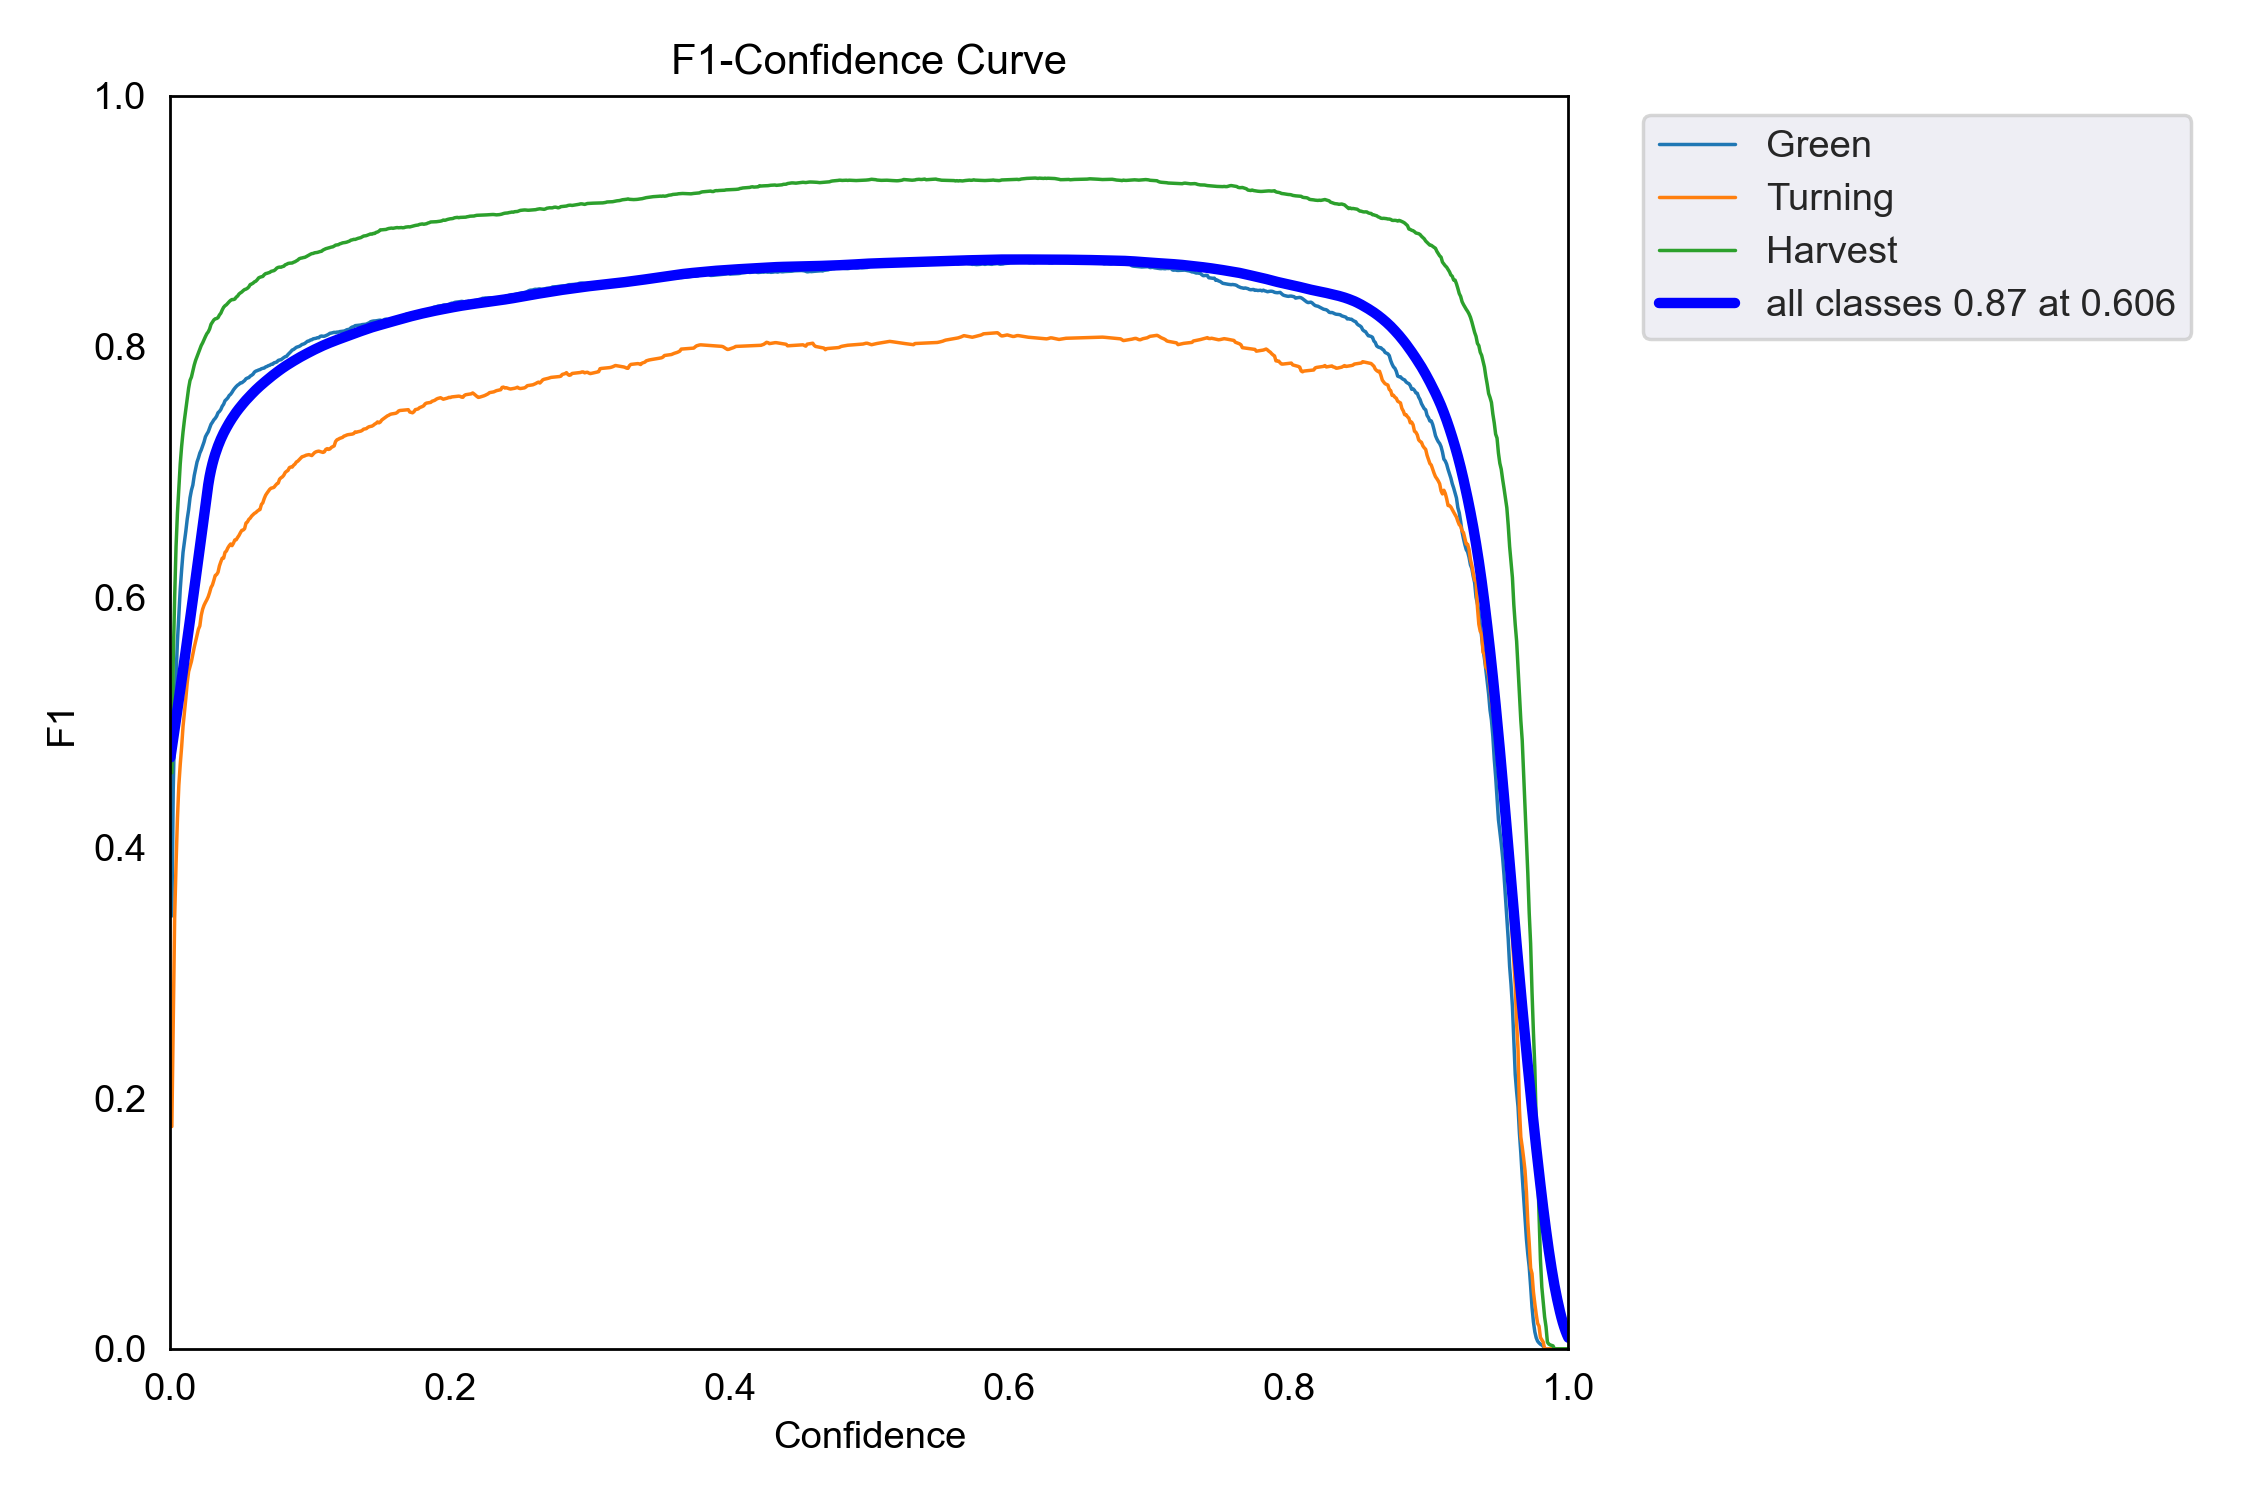 F1-Confidence Curve
1.0
0.8
0.6
0.4
0.2
0.0
F1
0.0 0.2 0.4 0.6 0.8 1.0
Confidence
Green
Turning
Harvest
all classes 0.87 at 0.606